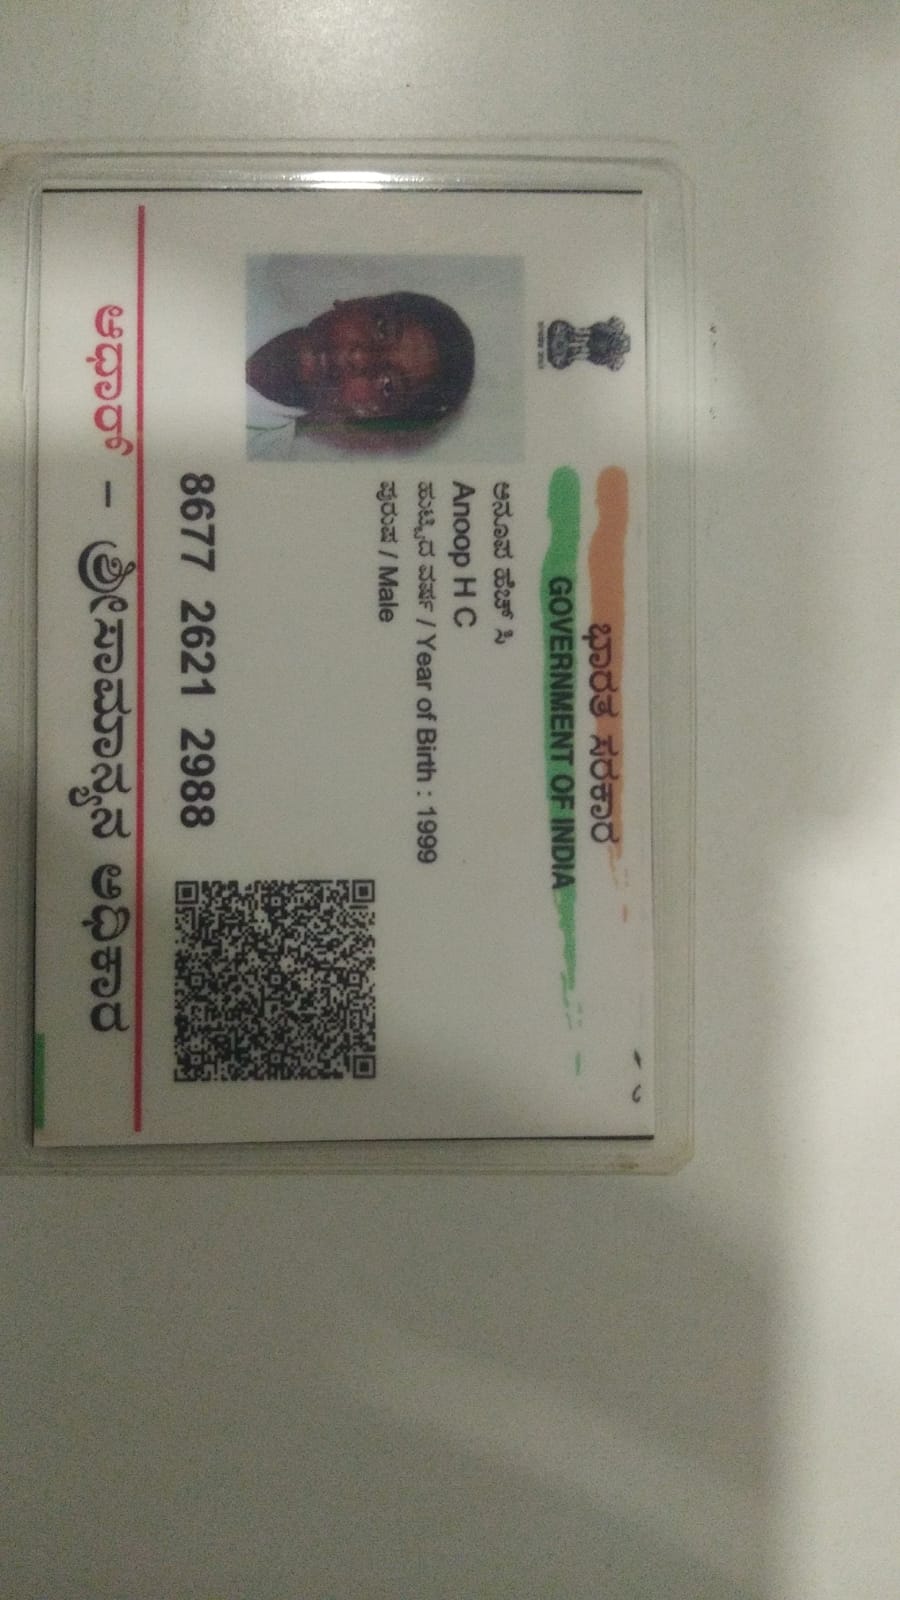 ಭಾರತ ಸರಕಾರ
GOVERNMENT OF INDIA
ಅನೂಪ ಹೆಚ್ ಸಿ
Anoop H C
ಹುಟ್ಟಿದ ವರ್ಷ / Year of Birth : 1999
ಪುರುಷ / Male
8677 2621 2988
ಆಧಾರ್ - ಶ್ರೀಸಾಮಾನ್ಯನ ಅಧಿಕಾರ